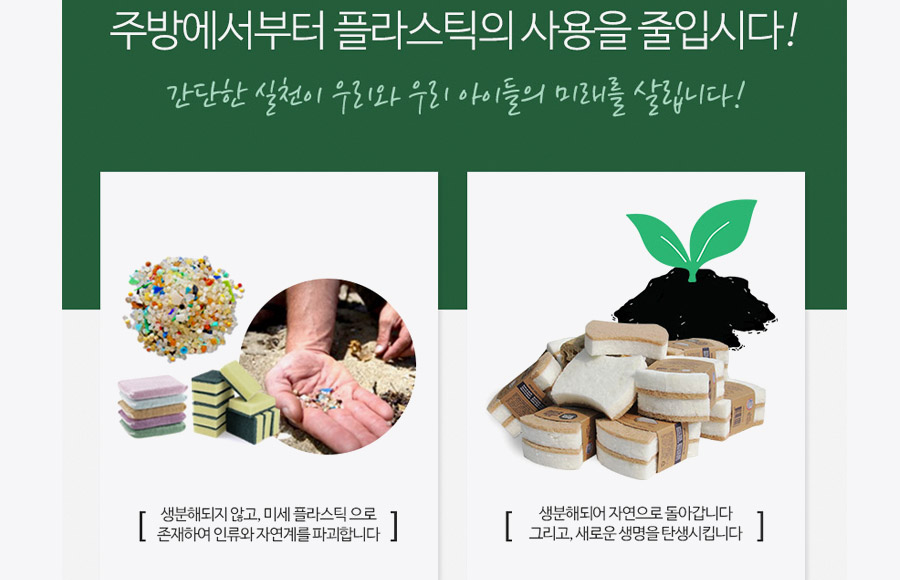 주방에서부터 플라스틱의 사용을 줄입시다!
간단한 실천이 우리와 우리 아이들의 미래를 살립니다!
[ 생분해되지 않고, 미세 플라스틱 으로
존재하여 인류와 자연계를 파괴합니다 ]
[ 생분해되어 자연으로 돌아갑니다
그리고, 새로운 생명을 탄생시킵니다 ]